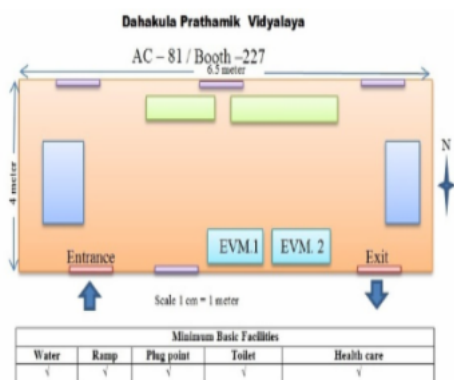 Dahakula Prathamik Vidyalaya
AC – 81 / Booth –227
6.5 meter
4 meter
N
EVM.1 EVM. 2
Entrance Exit
Scale 1 cm = 1 meter
Minimum Basic Facilities
Water Ramp Plug point Toilet Health care
√ √ √ √ √